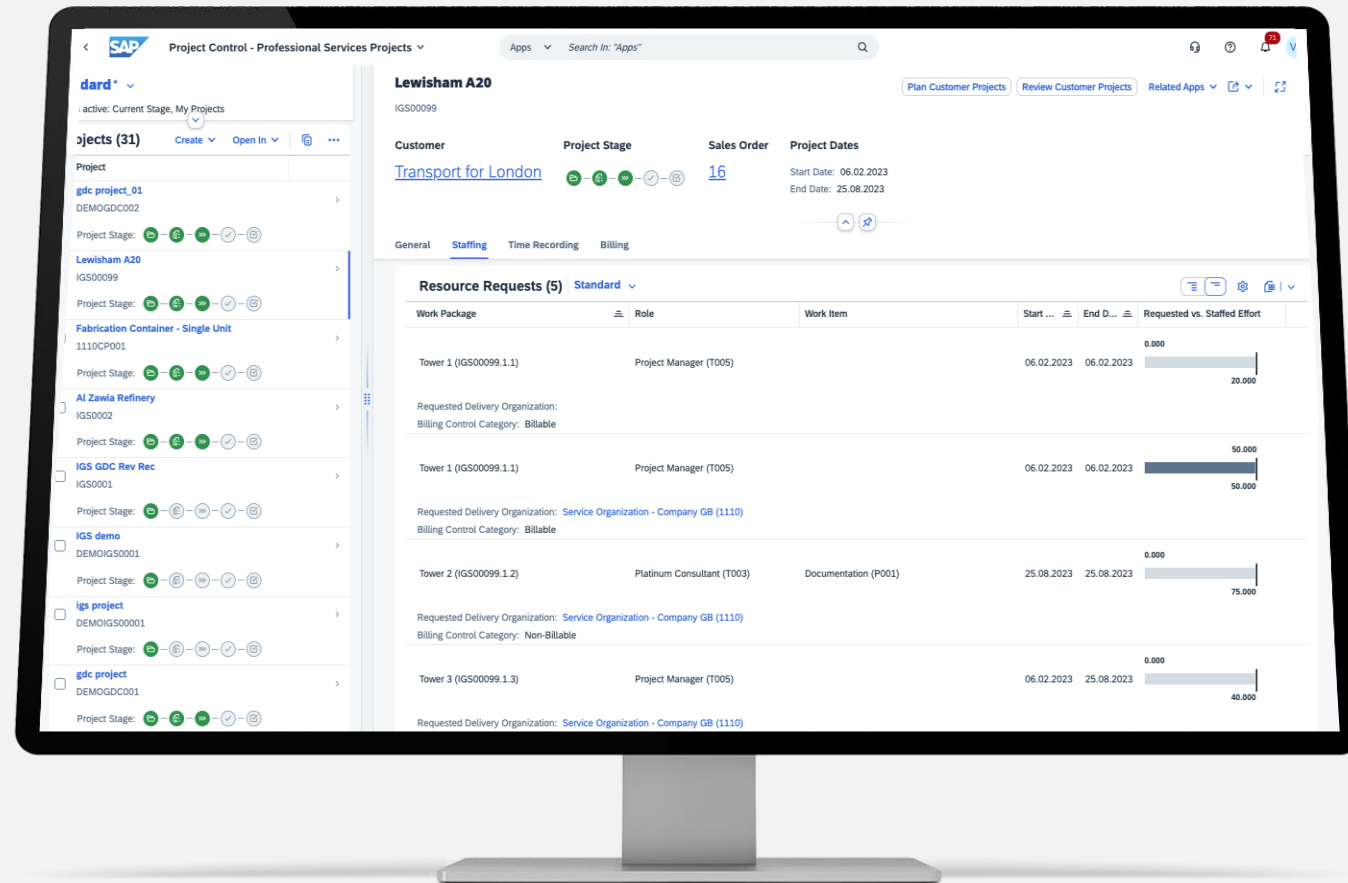 SAP Project Control - Professional Services Projects Apps Search In: "Apps" 71 V
dard*
active: Current Stage, My Projects
ojects (31) Create Open In
Project
gdc project_01
DEMOGDC002
Project Stage:
Lewisham A20
IGS00099
Project Stage:
Fabrication Container - Single Unit
1110CP001
Project Stage:
Al Zawia Refinery
IGS0002
Project Stage:
IGS GDC Rev Rec
IGS0001
Project Stage:
IGS demo
DEMOIGS0001
Project Stage:
igs project
DEMOIGS00001
Project Stage:
gdc project
DEMOGDC001
Project Stage:
Lewisham A20
IGS00099
Plan Customer Projects Review Customer Projects Related Apps
Customer Project Stage Sales Order Project Dates
Transport for London 16
Start Date: 06.02.2023
End Date: 25.08.2023
General Staffing Time Recording Billing
Resource Requests (5) Standard
Work Package Role Work Item Start ... End D... Requested vs. Staffed Effort
0.000
Tower 1 (IGS00099.1.1) Project Manager (T005) 06.02.2023 06.02.2023
20.000
Requested Delivery Organization:
Billing Control Category: Billable
50.000
Tower 1 (IGS00099.1.1) Project Manager (T005) 06.02.2023 06.02.2023
50.000
Requested Delivery Organization: Service Organization - Company GB (1110)
Billing Control Category: Billable
0.000
Tower 2 (IGS00099.1.2) Platinum Consultant (T003) Documentation (P001) 25.08.2023 25.08.2023
75.000
Requested Delivery Organization: Service Organization - Company GB (1110)
Billing Control Category: Non-Billable
0.000
Tower 3 (IGS00099.1.3) Project Manager (T005) 06.02.2023 25.08.2023
40.000
Requested Delivery Organization: Service Organization - Company GB (1110)